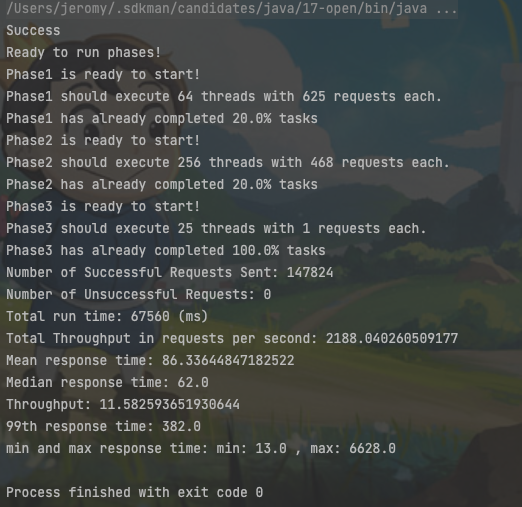 /Users/jeromy/.sdkman/candidates/java/17-open/bin/java ...
Success
Ready to run phases!
Phase1 is ready to start!
Phase1 should execute 64 threads with 625 requests each.
Phase1 has already completed 20.0% tasks
Phase2 is ready to start!
Phase2 should execute 256 threads with 468 requests each.
Phase2 has already completed 20.0% tasks
Phase3 is ready to start!
Phase3 should execute 25 threads with 1 requests each.
Phase3 has already completed 100.0% tasks
Number of Successful Requests Sent: 147824
Number of Unsuccessful Requests: 0
Total run time: 67560 (ms)
Total Throughput in requests per second: 2188.040260509177
Mean response time: 86.33644847182522
Median response time: 62.0
Throughput: 11.582593651930644
99th response time: 382.0
min and max response time: min: 13.0 , max: 6628.0
Process finished with exit code 0